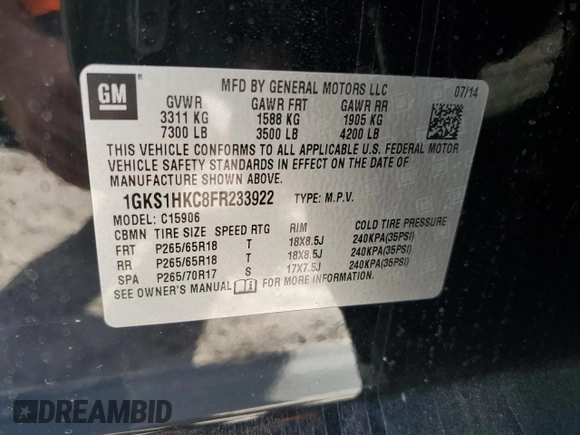 GM
MFD BY GENERAL MOTORS LLC 07/14
GVWR GAWR FRT GAWR RR
3311 KG 1588 KG 1905 KG
7300 LB 3500 LB 4200 LB
THIS VEHICLE CONFORMS TO ALL APPLICABLE U.S. FEDERAL MOTOR
VEHICLE SAFETY STANDARDS IN EFFECT ON THE DATE OF
MANUFACTURE SHOWN ABOVE.
1GKS1HKC8FR233922 TYPE: M.P.V.
MODEL: C15906
CBMN TIRE SIZE SPEED RTG RIM COLD TIRE PRESSURE
FRT P265/65R18 T 18X8.5J 240KPA(35PSI)
RR P265/65R18 T 18X8.5J 240KPA(35PSI)
SPA P265/70R17 S 17X7.5J 240KPA(35PSI)
SEE OWNER'S MANUAL FOR MORE INFORMATION.
DREAMBID